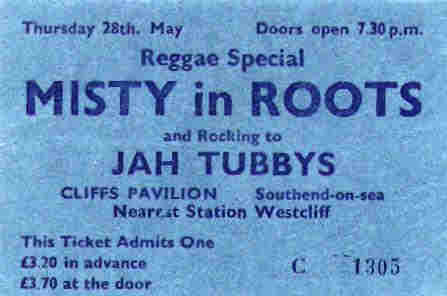 Thursday 28th. May Doors open 7.30 p.m.
Reggae Special
MISTY in ROOTS
and Rocking to
JAH TUBBYS
CLIFFS PAVILION Southend-on-sea
Nearest Station Westcliff
This Ticket Admits One
£3.20 in advance
£3.70 at the door
C 1305